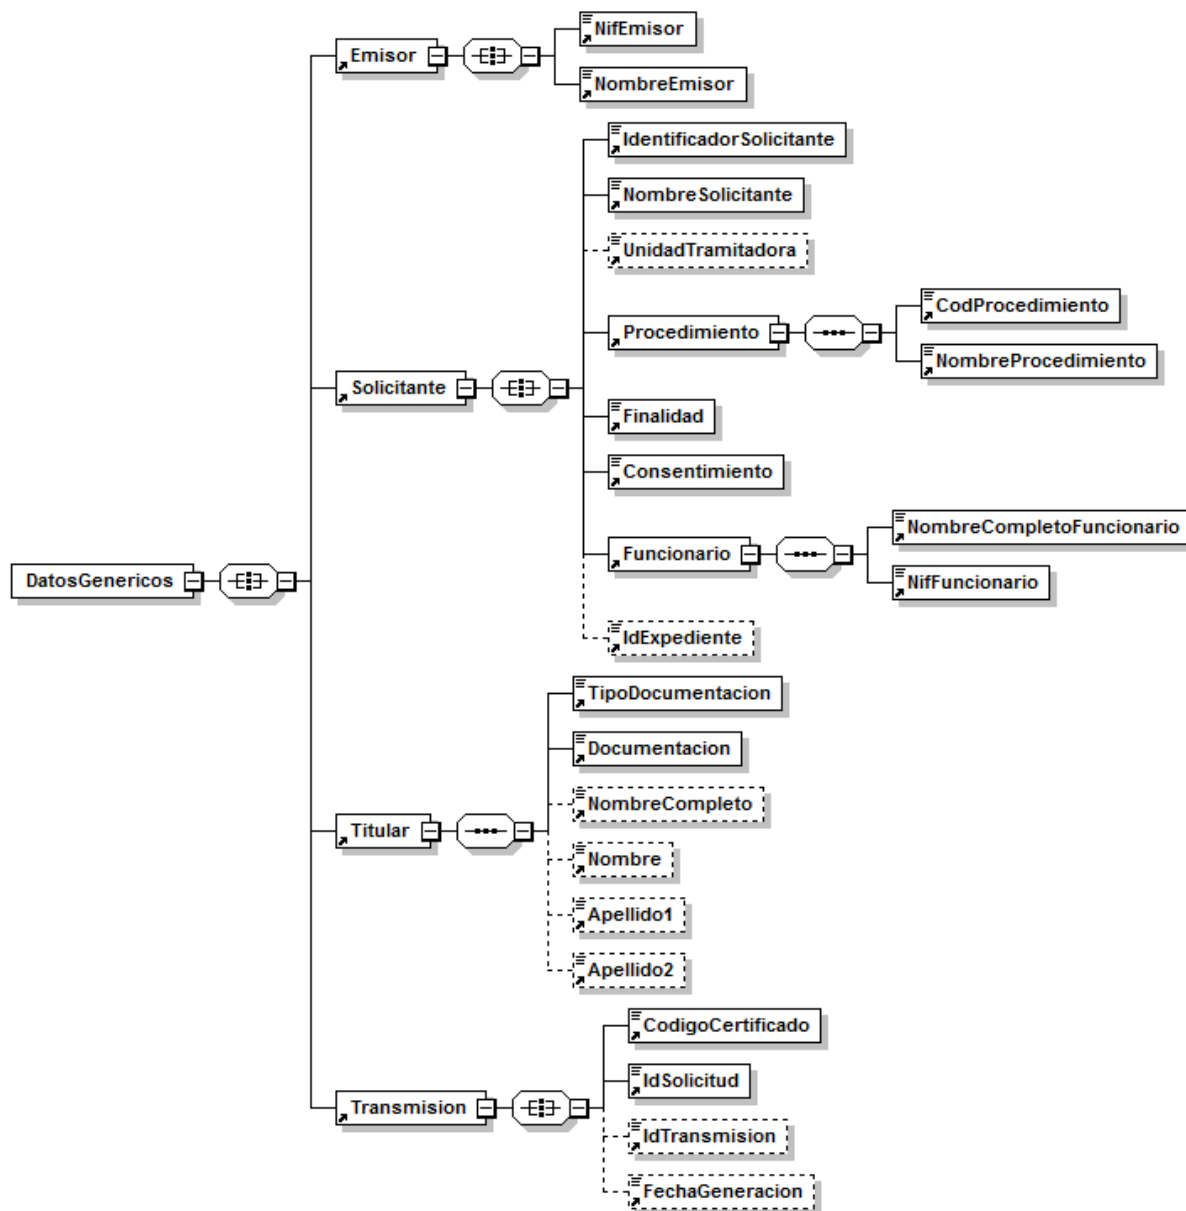 DatosGenericos
Emisor
NifEmisor
NombreEmisor
Solicitante
IdentificadorSolicitante
NombreSolicitante
UnidadTramitadora
Procedimiento
CodProcedimiento
NombreProcedimiento
Finalidad
Consentimiento
Funcionario
NombreCompletoFuncionario
NifFuncionario
IdExpediente
Titular
TipoDocumentacion
Documentacion
NombreCompleto
Nombre
Apellido1
Apellido2
Transmision
CodigoCertificado
IdSolicitud
IdTransmision
FechaGeneracion